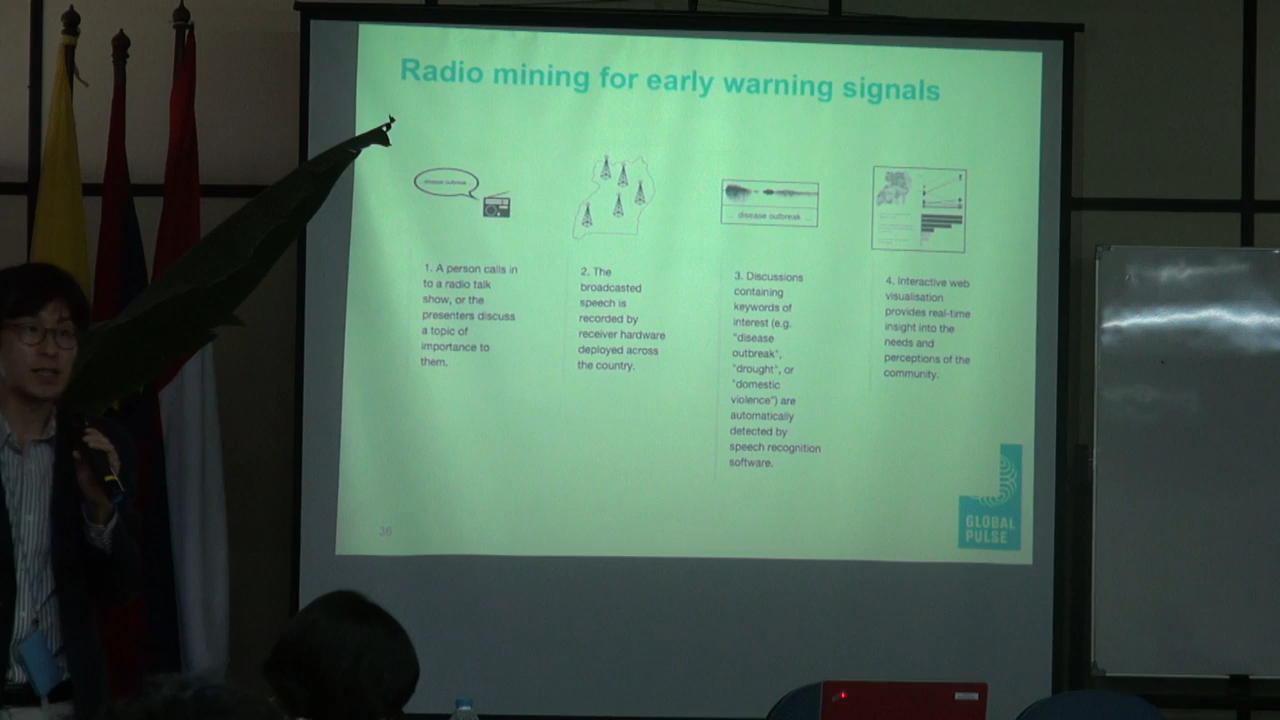 Radio mining for early warning signals
disease outbreak
1. A person calls in
to a radio talk
show, or the
presenters discuss
a topic of
importance to
them.
2. The
broadcasted
speech is
recorded by
receiver hardware
deployed across
the country.
... disease outbreak ...
3. Discussions
containing
keywords of
interest (e.g.
"disease
outbreak",
"drought", or
"domestic
violence") are
automatically
detected by
speech recognition
software.
4. Interactive web
visualisation
provides real-time
insight into the
needs and
perceptions of the
community.
36
GLOBAL
PULSE